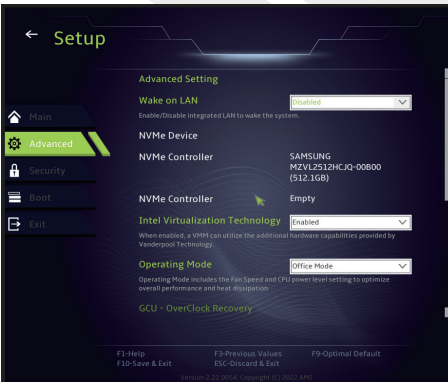 Setup
Advanced Setting
Wake on LAN
Disabled
Enable/Disable integrated LAN to wake the system.
Main
NVMe Device
Advanced
NVMe Controller
SAMSUNG
MZVL2512HCJQ-00B00
(512.1GB)
Security
Boot
NVMe Controller
Empty
Exit
Intel Virtualization Technology
Enabled
When enabled, a VMM can utilize the additional hardware capabilities provided by
Vanderpool Technology.
Operating Mode
Office Mode
Operating Mode includes the Fan Speed and CPU power level setting to optimize
overall performance and heat dissipation
GCU - OverClock Recovery
F1-Help
F3-Previous Values
F9-Optimal Default
F10-Save & Exit
ESC-Discard & Exit
Version 2.22.0054. Copyright (C) 2022 AMI